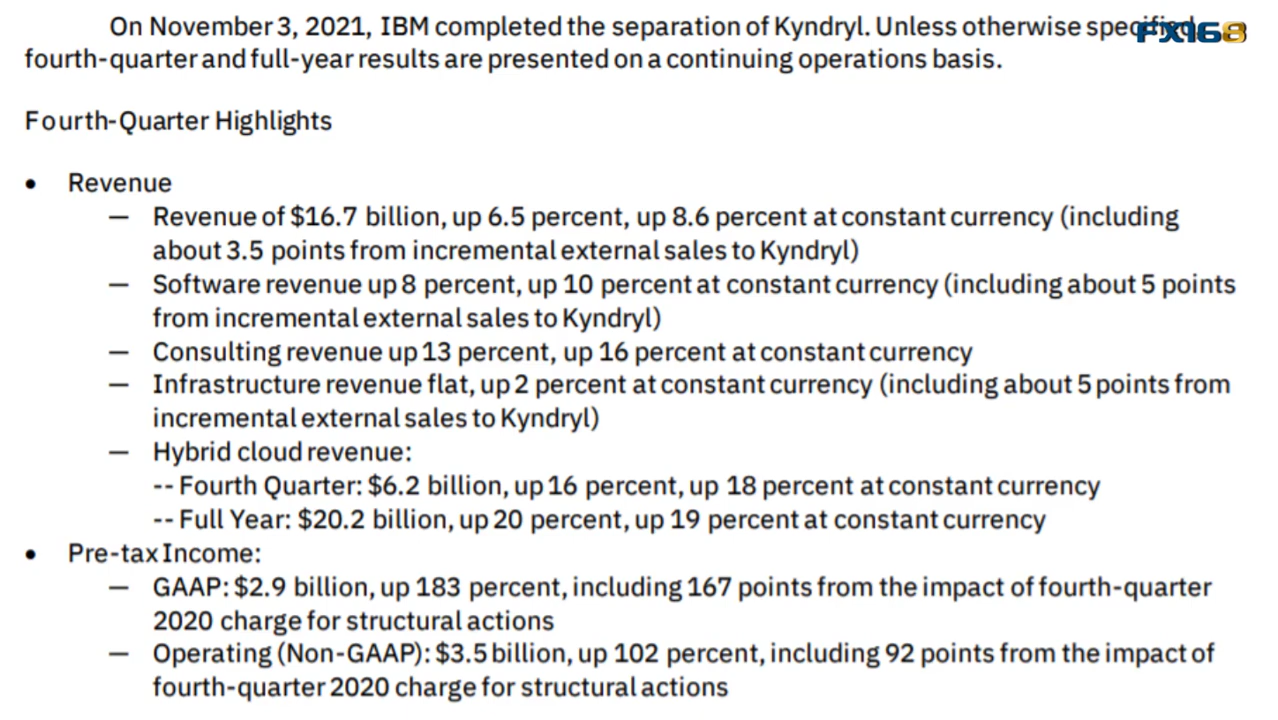 On November 3, 2021, IBM completed the separation of Kyndryl. Unless otherwise specified,
FX168
fourth-quarter and full-year results are presented on a continuing operations basis.
Fourth-Quarter Highlights
• Revenue
— Revenue of $16.7 billion, up 6.5 percent, up 8.6 percent at constant currency (including
about 3.5 points from incremental external sales to Kyndryl)
— Software revenue up 8 percent, up 10 percent at constant currency (including about 5 points
from incremental external sales to Kyndryl)
— Consulting revenue up 13 percent, up 16 percent at constant currency
— Infrastructure revenue flat, up 2 percent at constant currency (including about 5 points from
incremental external sales to Kyndryl)
— Hybrid cloud revenue:
-- Fourth Quarter: $6.2 billion, up 16 percent, up 18 percent at constant currency
-- Full Year: $20.2 billion, up 20 percent, up 19 percent at constant currency
• Pre-tax Income:
— GAAP: $2.9 billion, up 183 percent, including 167 points from the impact of fourth-quarter
2020 charge for structural actions
— Operating (Non-GAAP): $3.5 billion, up 102 percent, including 92 points from the impact of
fourth-quarter 2020 charge for structural actions